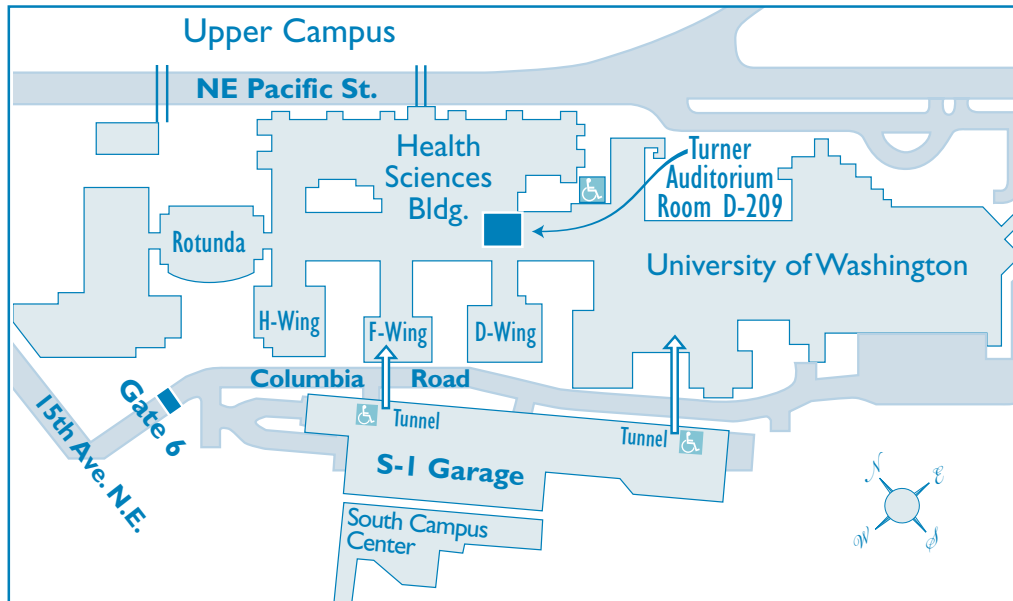 Upper Campus
NE Pacific St.
Health
Sciences
Bldg.
Turner
Auditorium
Room D-209
Rotunda
University of Washington
H-Wing
F-Wing
D-Wing
Columbia Road
Gate 6
15th Ave. N.E.
Tunnel
Tunnel
S-1 Garage
South Campus
Center
N
E
W
S